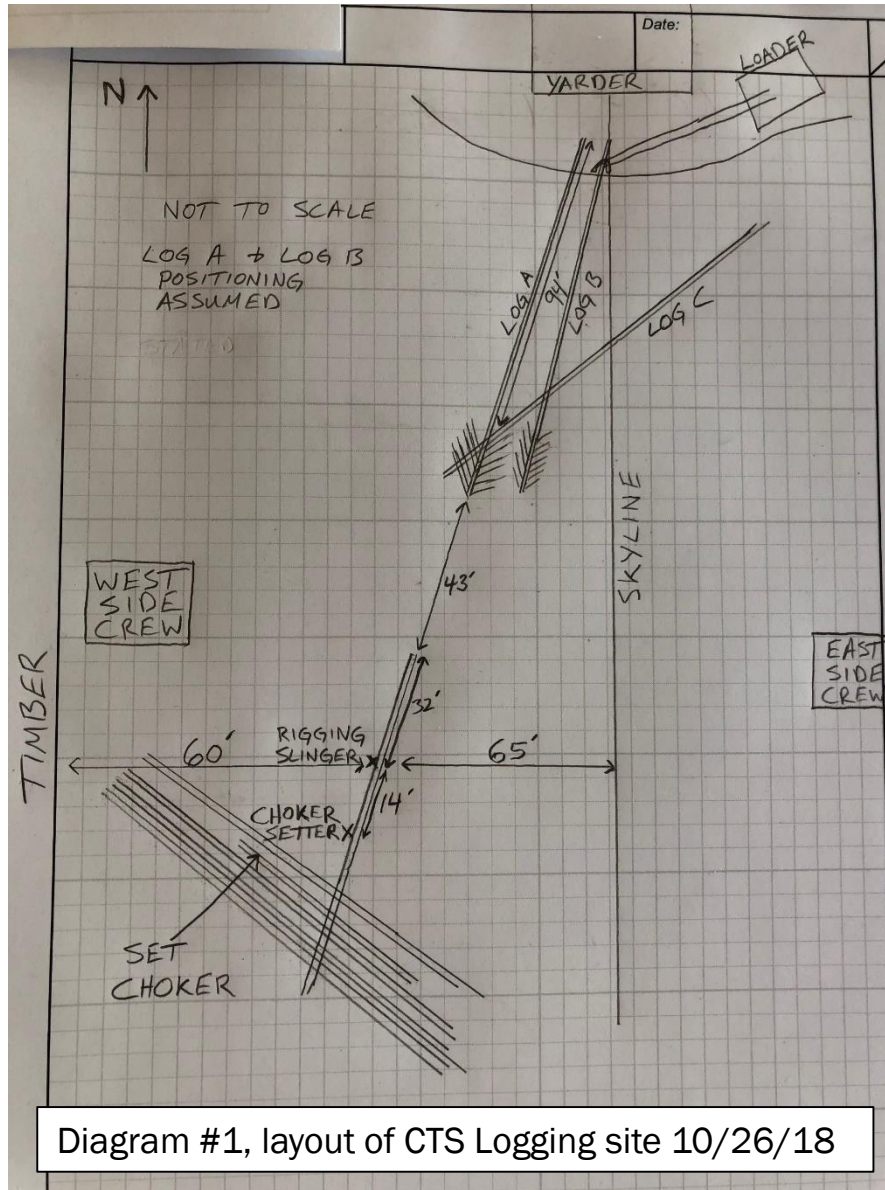 Date:
LOADER
YARDER
N
NOT TO SCALE
LOG A + LOG B
POSITIONING
ASSUMED
LOG A
94'
LOG B
LOG C
SKYLINE
43'
WEST
SIDE
CREW
EAST
SIDE
CREW
TIMBER
32'
60'
RIGGING
SLINGER X
65'
14'
CHOKER
SETTER X
SET
CHOKER
Diagram #1, layout of CTS Logging site 10/26/18